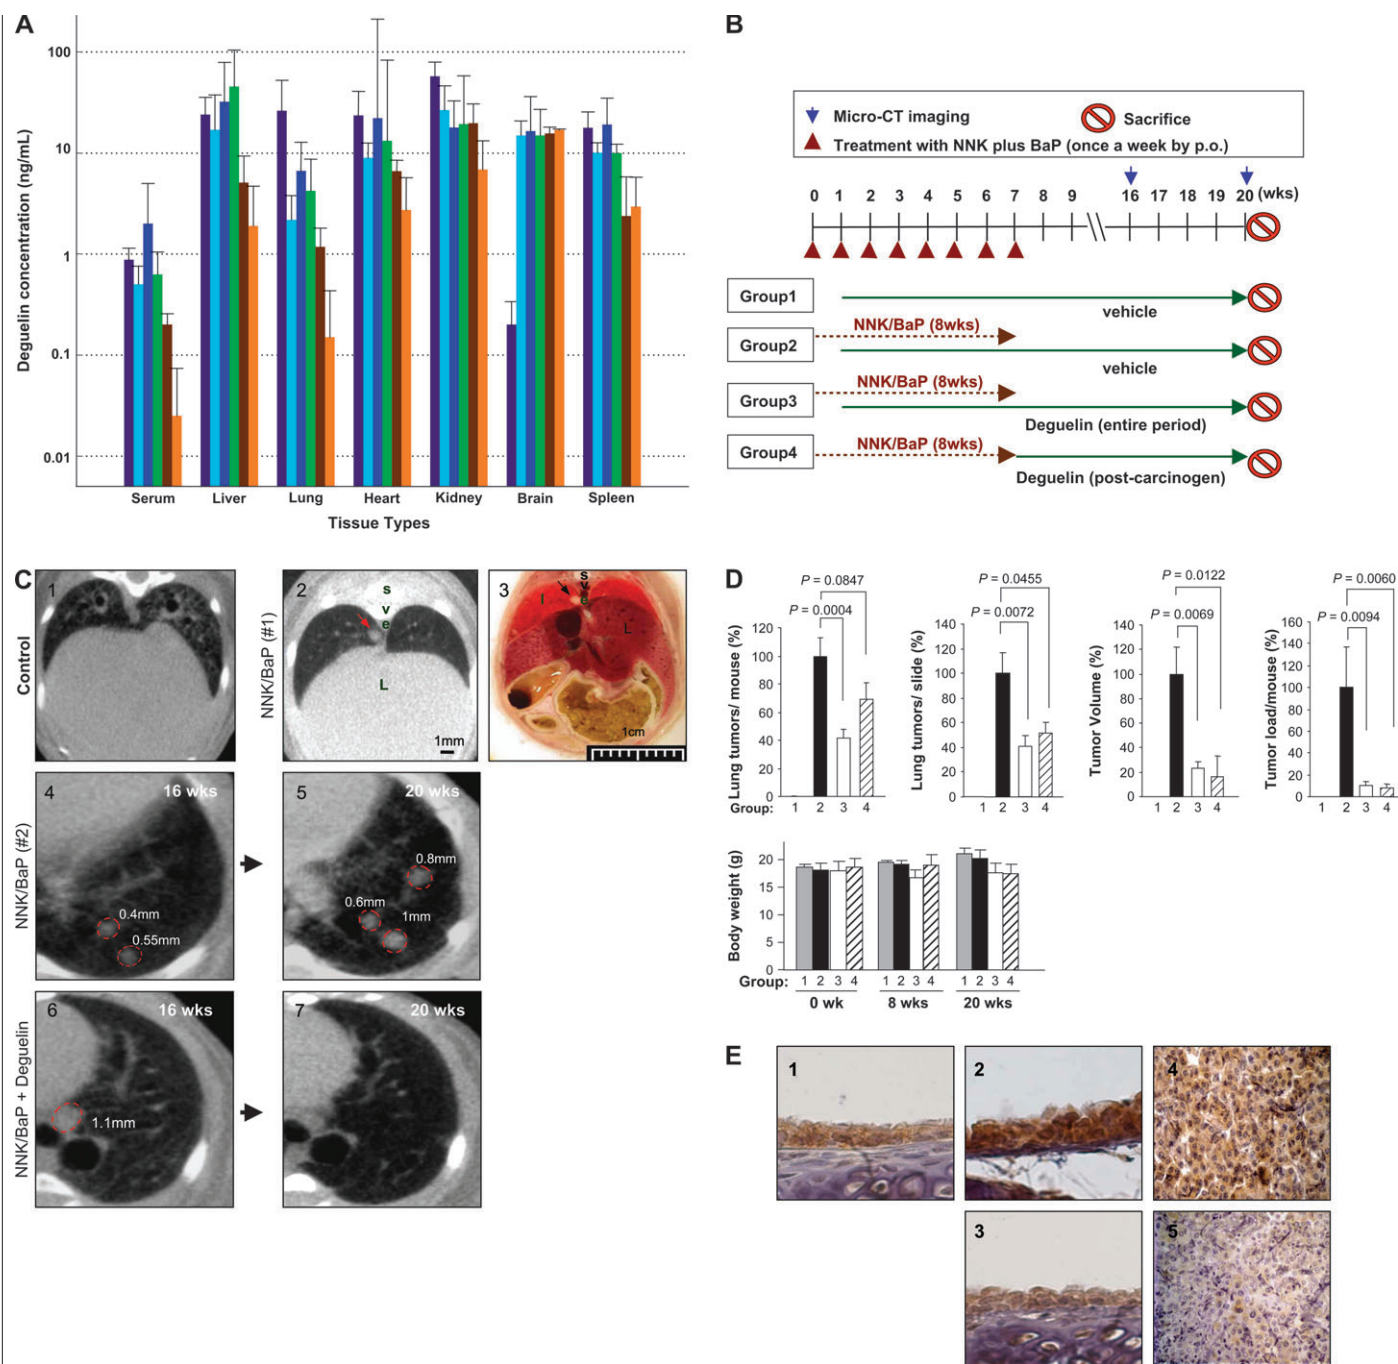 A
Deguelin concentration (ng/mL)
100
10
1
0.1
0.01
Serum Liver Lung Heart Kidney Brain Spleen
Tissue Types
B
Micro-CT imaging
Sacrifice
Treatment with NNK plus BaP (once a week by p.o.)
0 1 2 3 4 5 6 7 8 9 16 17 18 19 20 (wks)
Group1
vehicle
Group2
NNK/BaP (8wks)
vehicle
Group3
NNK/BaP (8wks)
Deguelin (entire period)
Group4
NNK/BaP (8wks)
Deguelin (post-carcinogen)
C
Control
1
NNK/BaP (#1)
2
s
v
e
L
1mm
3
s
v
e
l
L
1cm
NNK/BaP (#2)
4
16 wks
0.4mm
0.55mm
5
20 wks
0.8mm
0.6mm
1mm
NNK/BaP + Deguelin
6
16 wks
1.1mm
7
20 wks
D
Lung tumors/ mouse (%)
P = 0.0847
P = 0.0004
120
100
80
60
40
20
0
Group: 1 2 3 4
Lung tumors/ slide (%)
P = 0.0455
P = 0.0072
140
120
100
80
60
40
20
0
1 2 3 4
Tumor Volume (%)
P = 0.0122
P = 0.0069
140
120
100
80
60
40
20
0
1 2 3 4
Tumor load/mouse (%)
P = 0.0060
P = 0.0094
160
140
120
100
80
60
40
20
0
1 2 3 4
Body weight (g)
20
15
10
5
0
Group: 1 2 3 4 1 2 3 4 1 2 3 4
0 wk 8 wks 20 wks
E
1
2
4
3
5